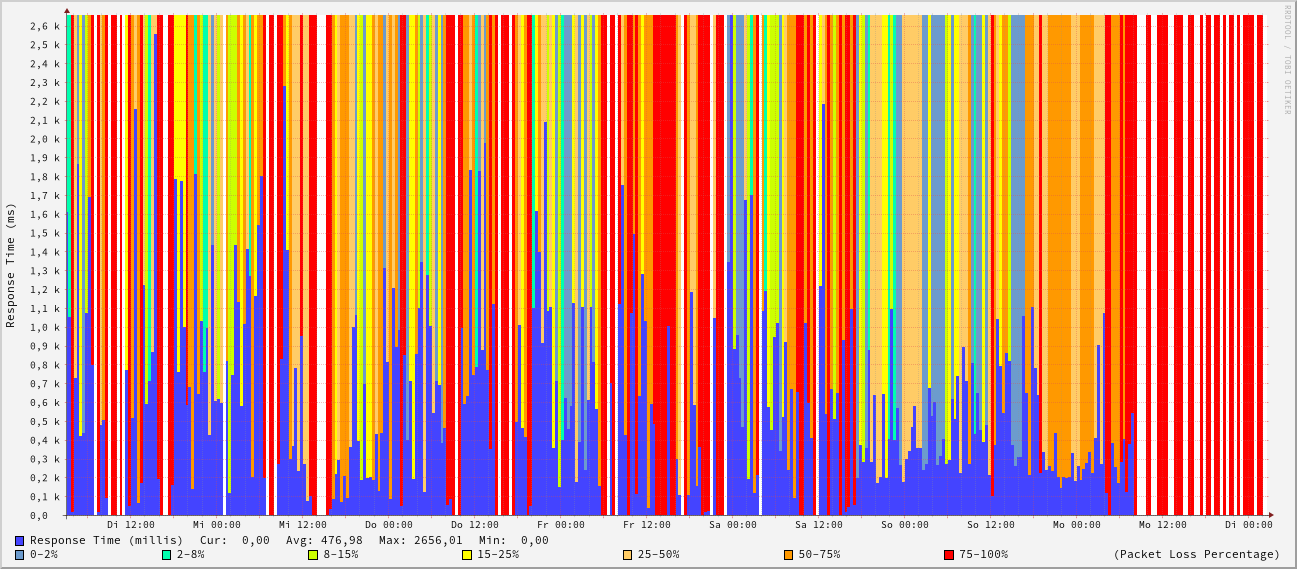 RRDTOOL / TOBI OETIKER
Response Time (ms)
2,6 k
2,5 k
2,4 k
2,3 k
2,2 k
2,1 k
2,0 k
1,9 k
1,8 k
1,7 k
1,6 k
1,5 k
1,4 k
1,3 k
1,2 k
1,1 k
1,0 k
0,9 k
0,8 k
0,7 k
0,6 k
0,5 k
0,4 k
0,3 k
0,2 k
0,1 k
0,0
Di 12:00 Mi 00:00 Mi 12:00 Do 00:00 Do 12:00 Fr 00:00 Fr 12:00 Sa 00:00 Sa 12:00 So 00:00 So 12:00 Mo 00:00 Mo 12:00 Di 00:00
Response Time (millis) Cur: 0,00 Avg: 476,98 Max: 2656,01 Min: 0,00
0-2% 2-8% 8-15% 15-25% 25-50% 50-75% 75-100% (Packet Loss Percentage)